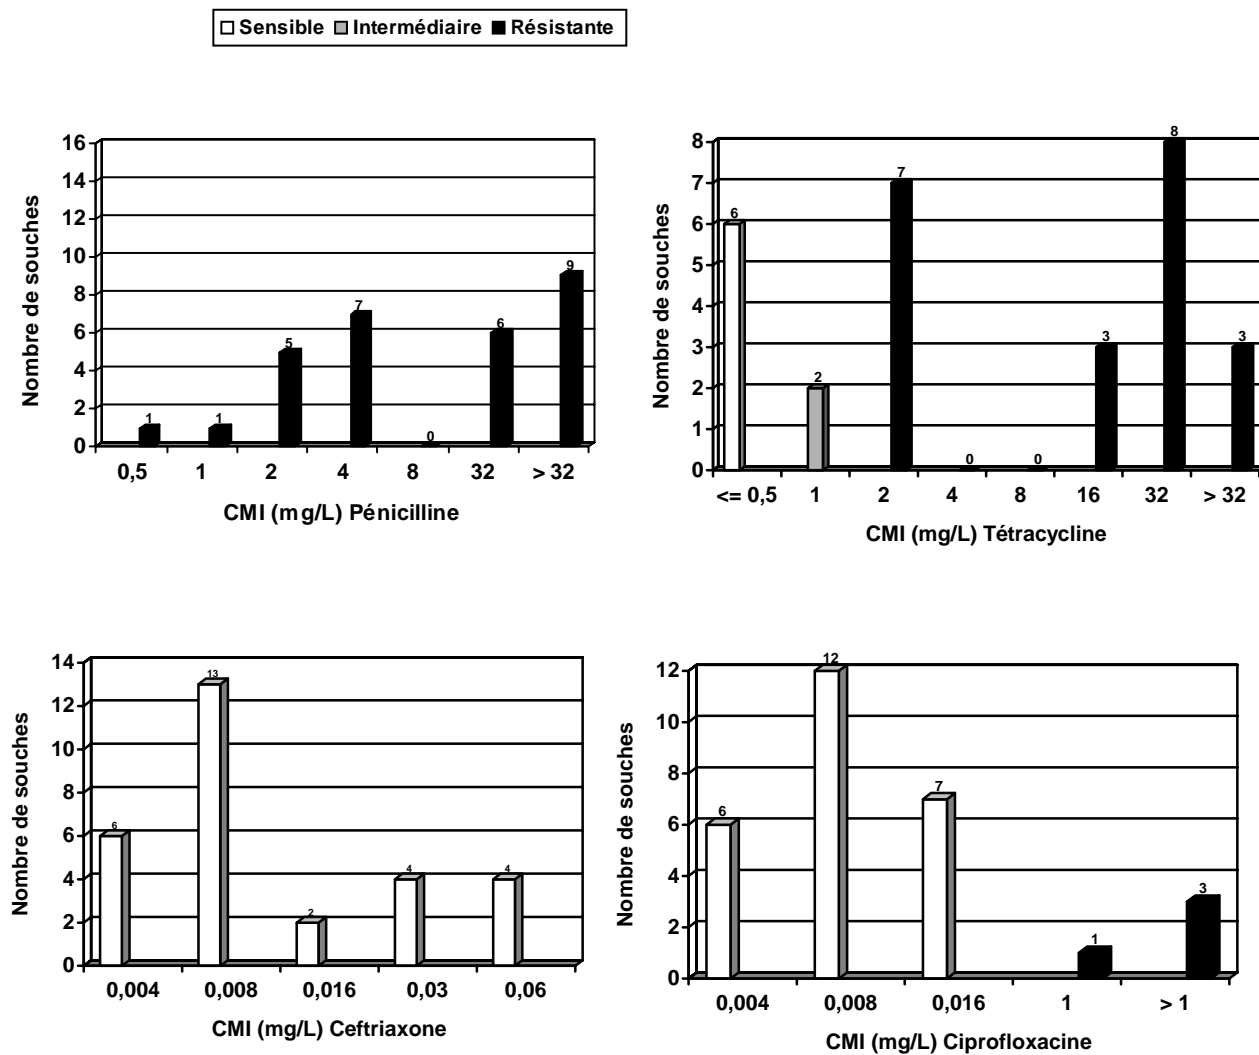 Sensible Intermédiaire Résistante
16
14
12
10
8
6
4
2
0
Nombre de souches
1 1 5 7 0 6 9
0,5 1 2 4 8 32 > 32
CMI (mg/L) Pénicilline
8
7
6
5
4
3
2
1
0
Nombre de souches
6 2 7 0 0 3 8 3
<= 0,5 1 2 4 8 16 32 > 32
CMI (mg/L) Tétracycline
14
12
10
8
6
4
2
0
Nombre de souches
6 13 2 4 4
0,004 0,008 0,016 0,03 0,06
CMI (mg/L) Ceftriaxone
12
10
8
6
4
2
0
Nombre de souches
6 12 7 1 3
0,004 0,008 0,016 1 > 1
CMI (mg/L) Ciprofloxacine